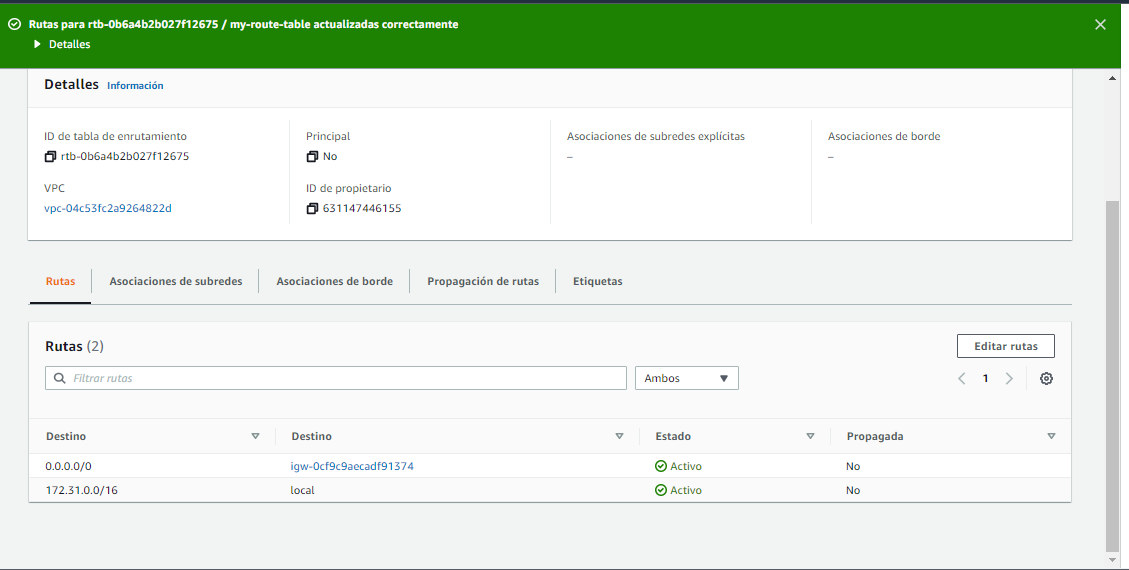 Rutas para rtb-0b6a4b2b027f12675 / my-route-table actualizadas correctamente
Detalles
Detalles Información
ID de tabla de enrutamiento Principal Asociaciones de subredes explícitas Asociaciones de borde
rtb-0b6a4b2b027f12675 No – –
VPC ID de propietario
vpc-04c53fc2a9264822d 631147446155
Rutas Asociaciones de subredes Asociaciones de borde Propagación de rutas Etiquetas
Rutas (2) Editar rutas
Filtrar rutas Ambos 1
Destino Destino Estado Propagada
0.0.0.0/0 igw-0cf9c9aecadf91374 Activo No
172.31.0.0/16 local Activo No